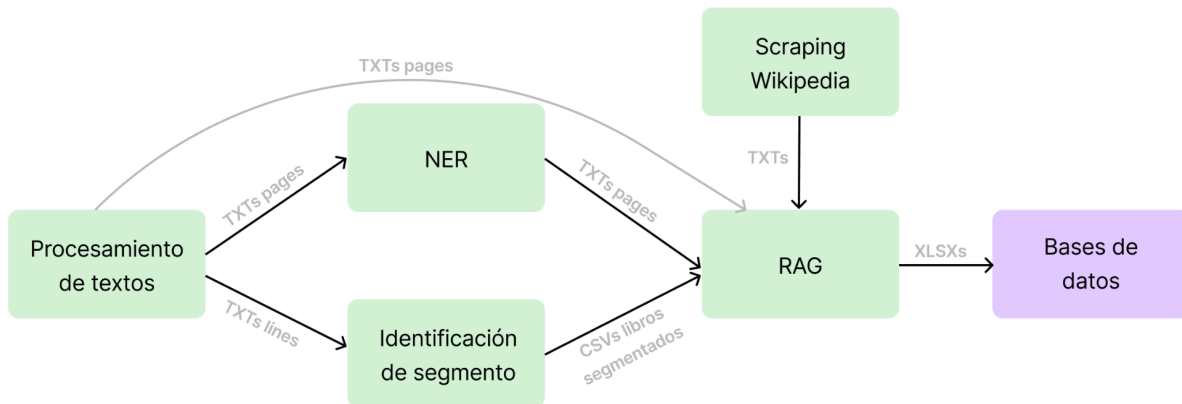 Scraping
Wikipedia
TXTs pages
NER
TXTs
TXTs pages
TXTs pages
Procesamiento
de textos
RAG
XLSXs
Bases de
datos
TXTs lines
Identificación
de segmento
CSVs libros
segmentados